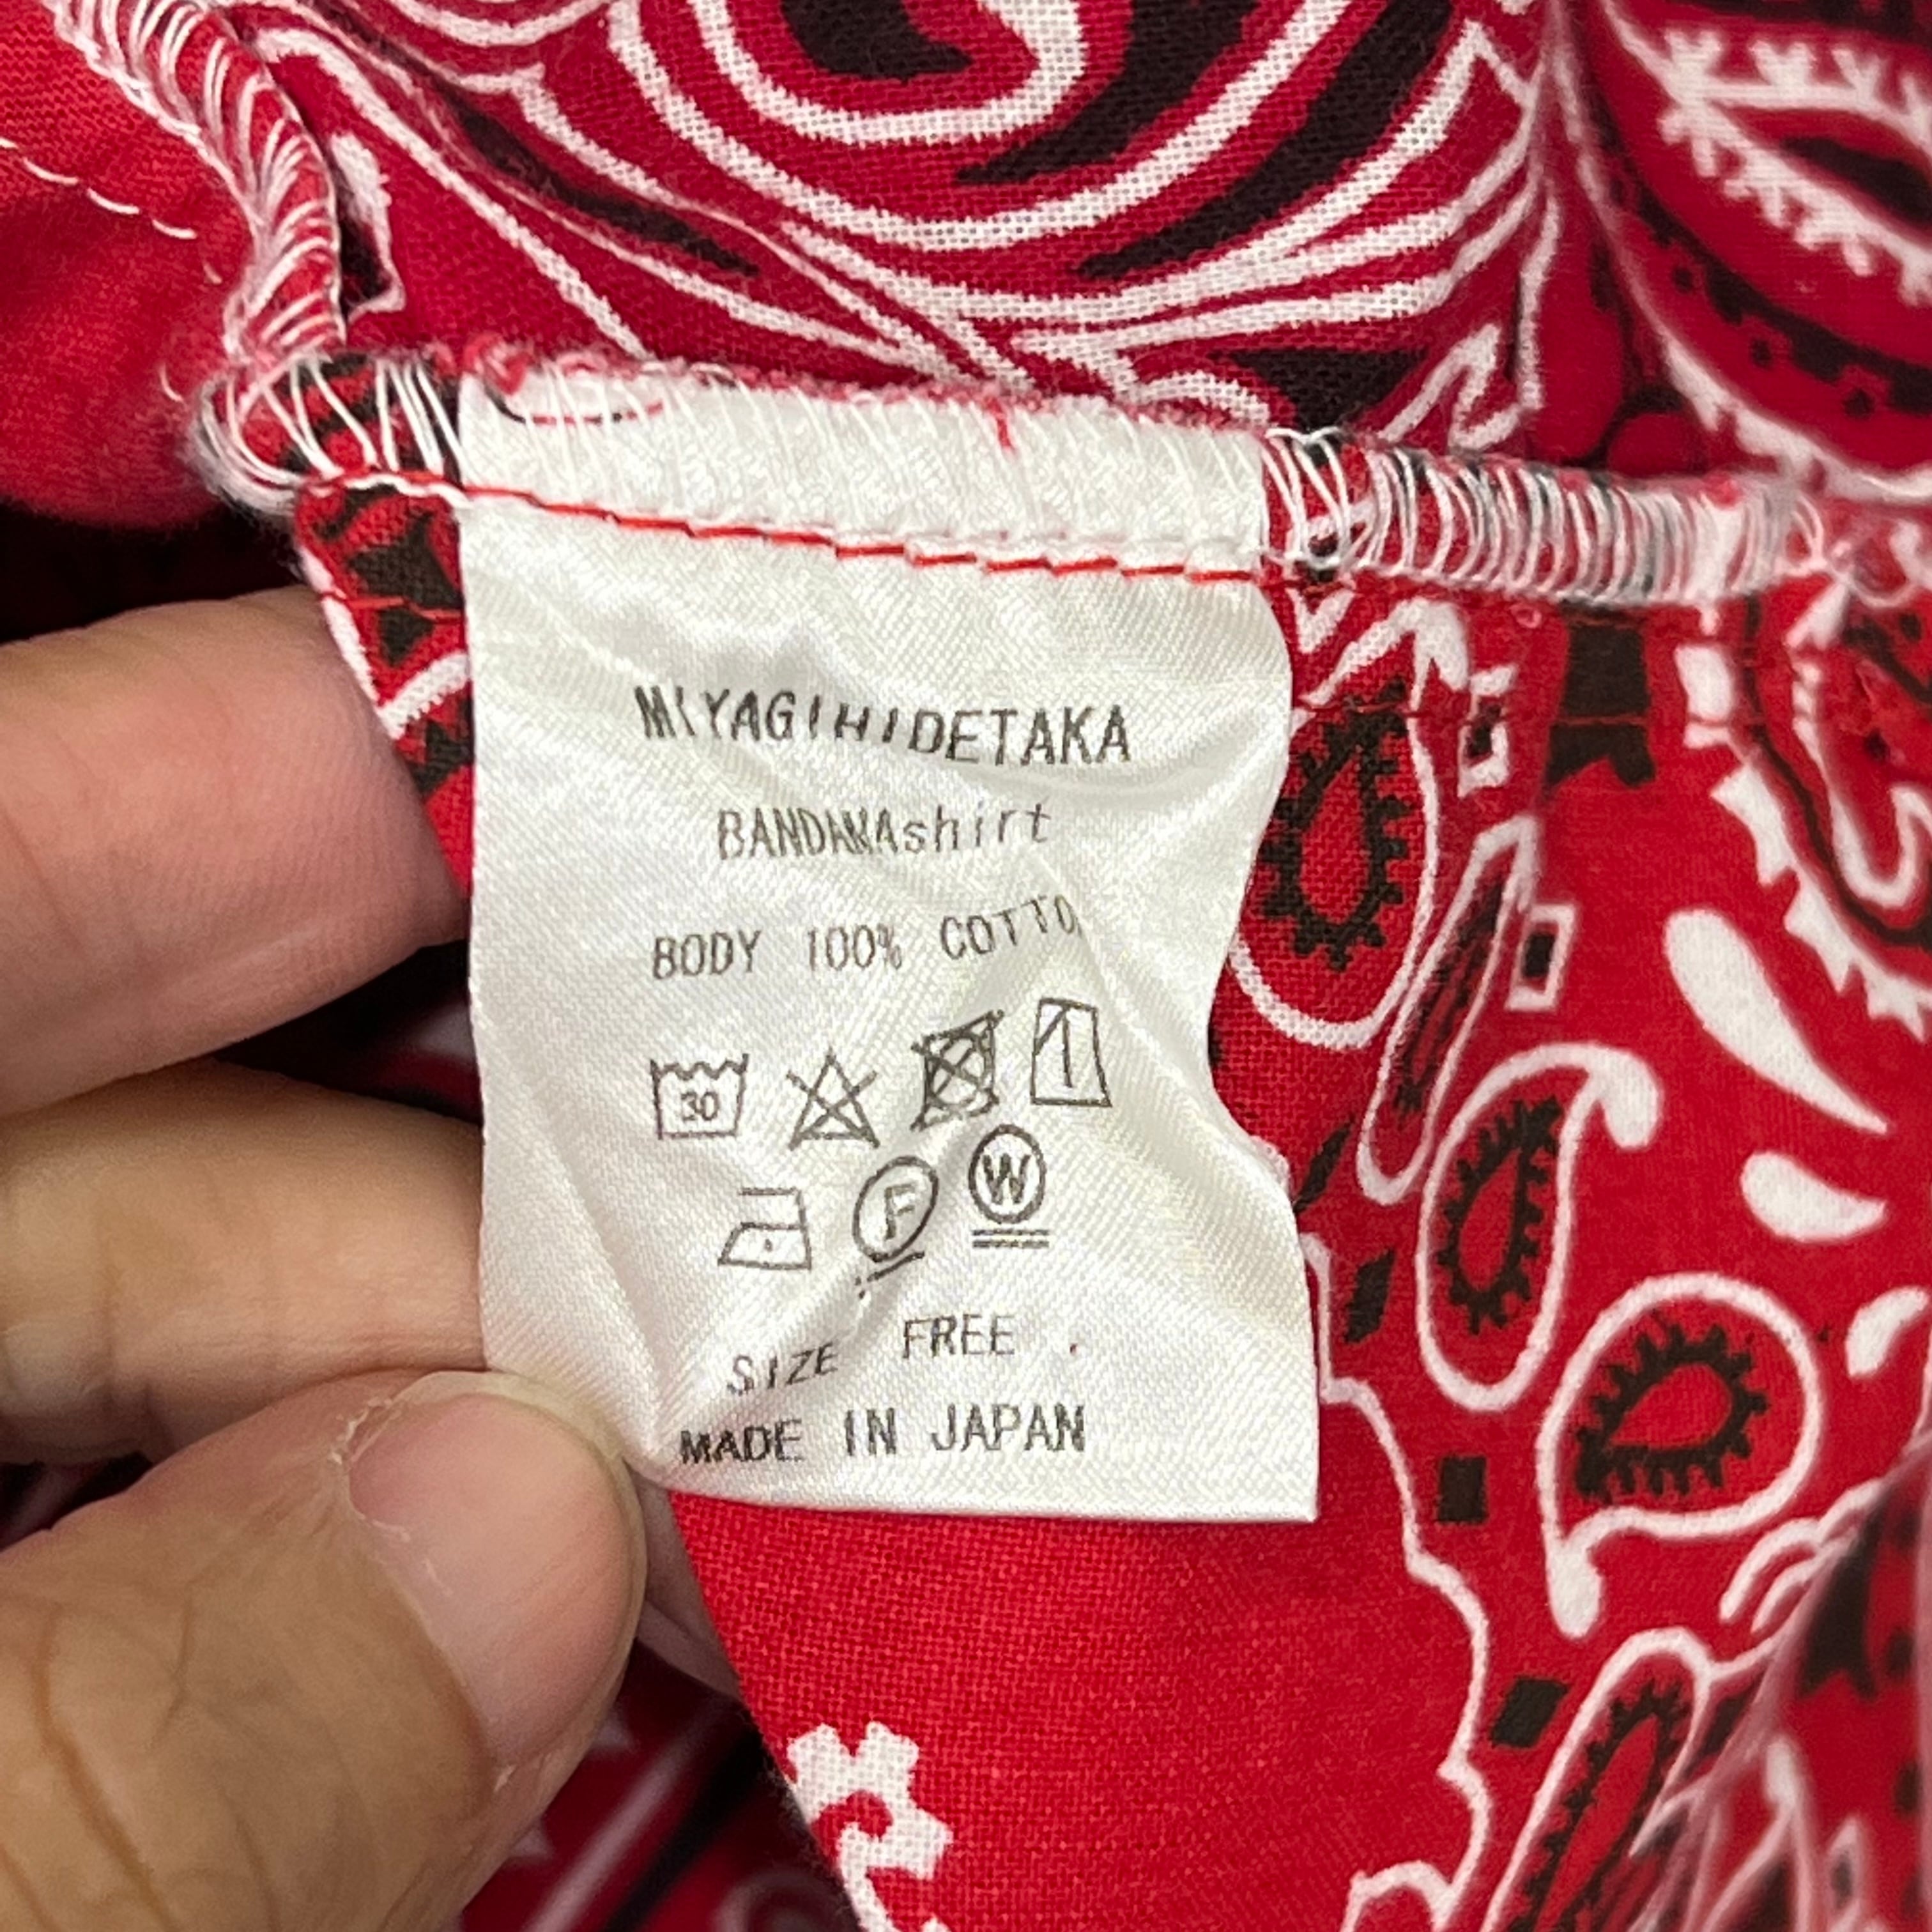 MIYAGIHIDETAKA
BANDANAshirt
BODY 100% COTTO
30
F W
SIZE FREE
MADE IN JAPAN